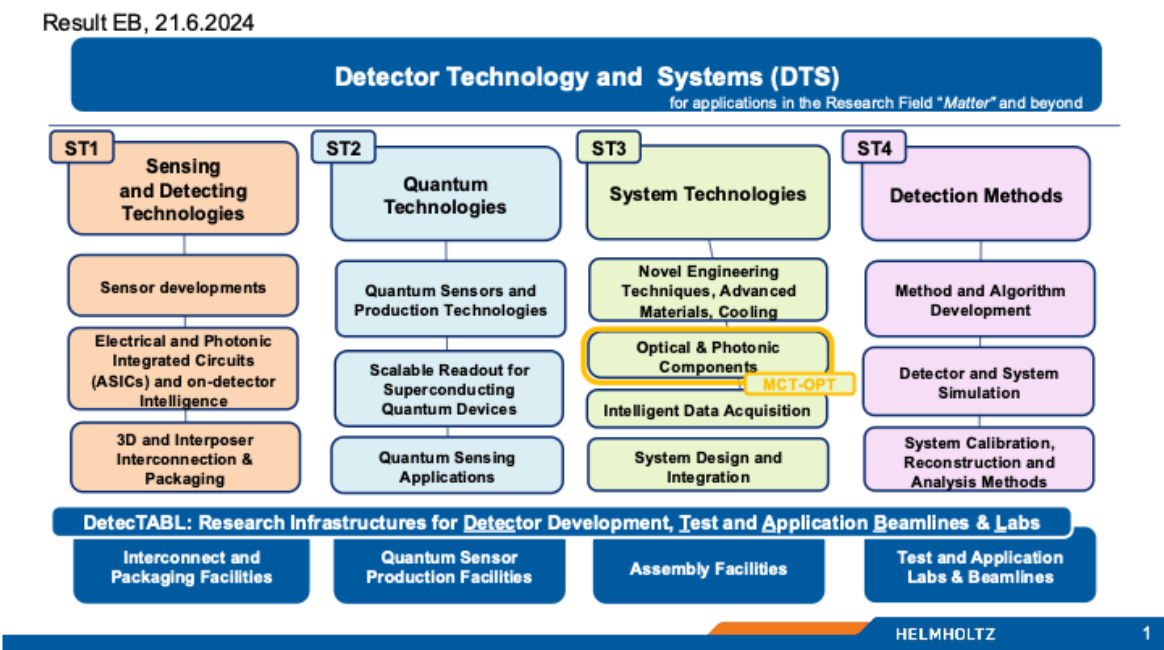 Result EB, 21.6.2024
Detector Technology and Systems (DTS)
for applications in the Research Field "Matter" and beyond
ST1
Sensing
and Detecting
Technologies
Sensor developments
Electrical and Photonic
Integrated Circuits
(ASICs) and on-detector
Intelligence
3D and Interposer
Interconnection &
Packaging
ST2
Quantum
Technologies
Quantum Sensors and
Production Technologies
Scalable Readout for
Superconducting
Quantum Devices
Quantum Sensing
Applications
ST3
System Technologies
Novel Engineering
Techniques, Advanced
Materials, Cooling
Optical & Photonic
Components
MCT-OPT
Intelligent Data Acquisition
System Design and
Integration
ST4
Detection Methods
Method and Algorithm
Development
Detector and System
Simulation
System Calibration,
Reconstruction and
Analysis Methods
DetecTABL: Research Infrastructures for Detector Development, Test and Application Beamlines & Labs
Interconnect and
Packaging Facilities
Quantum Sensor
Production Facilities
Assembly Facilities
Test and Application
Labs & Beamlines
HELMHOLTZ
1